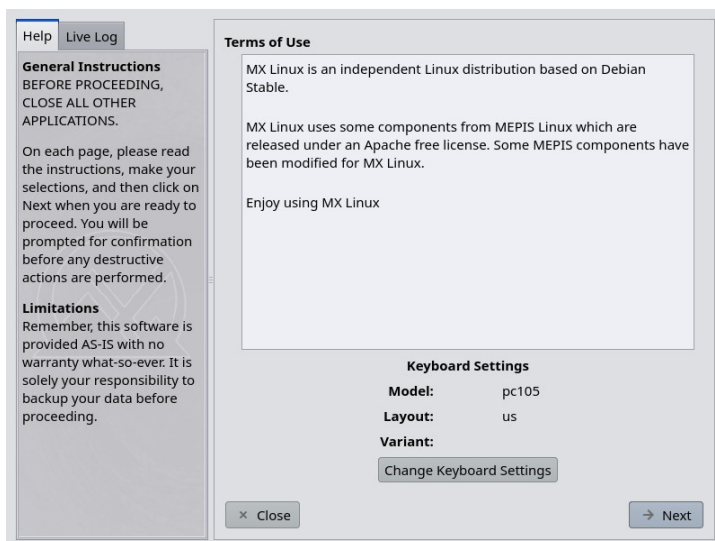 Help
Live Log
General Instructions
BEFORE PROCEEDING,
CLOSE ALL OTHER
APPLICATIONS.
On each page, please read
the instructions, make your
selections, and then click on
Next when you are ready to
proceed. You will be
prompted for confirmation
before any destructive
actions are performed.
Limitations
Remember, this software is
provided AS-IS with no
warranty what-so-ever. It is
solely your responsibility to
backup your data before
proceeding.
Terms of Use
MX Linux is an independent Linux distribution based on Debian
Stable.
MX Linux uses some components from MEPIS Linux which are
released under an Apache free license. Some MEPIS components have
been modified for MX Linux.
Enjoy using MX Linux
Keyboard Settings
Model: pc105
Layout: us
Variant:
Change Keyboard Settings
Close
Next